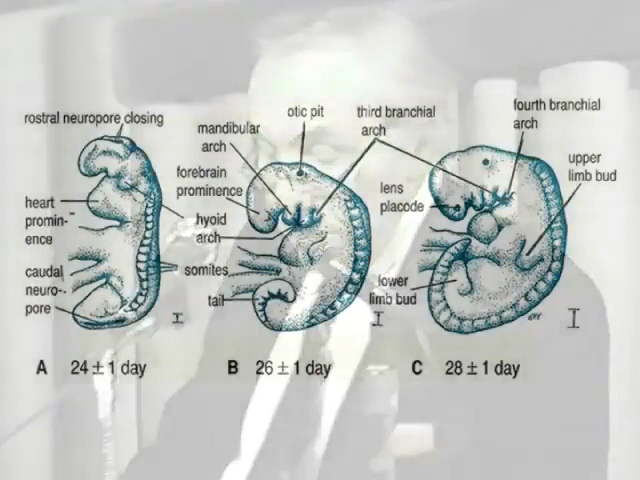 rostral neuropore closing
heart
promin-
ence
caudal
neuro-
pore
hyoid
arch
somites
A 24 ± 1 day
mandibular
arch
otic pit
third branchial
arch
forebrain
prominence
tail
B 26 ± 1 day
fourth branchial
arch
upper
limb bud
lens
placode
lower
limb bud
C 28 ± 1 day